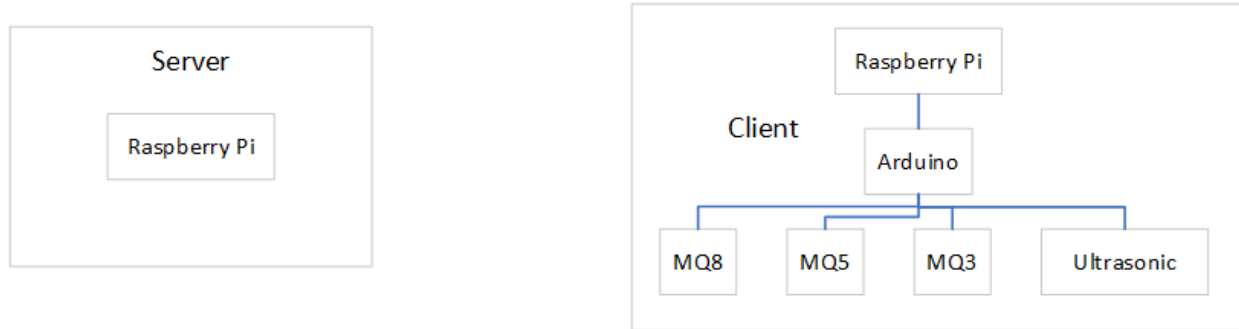 Server
Raspberry Pi
Raspberry Pi
Client
Arduino
MQ8
MQ5
MQ3
Ultrasonic